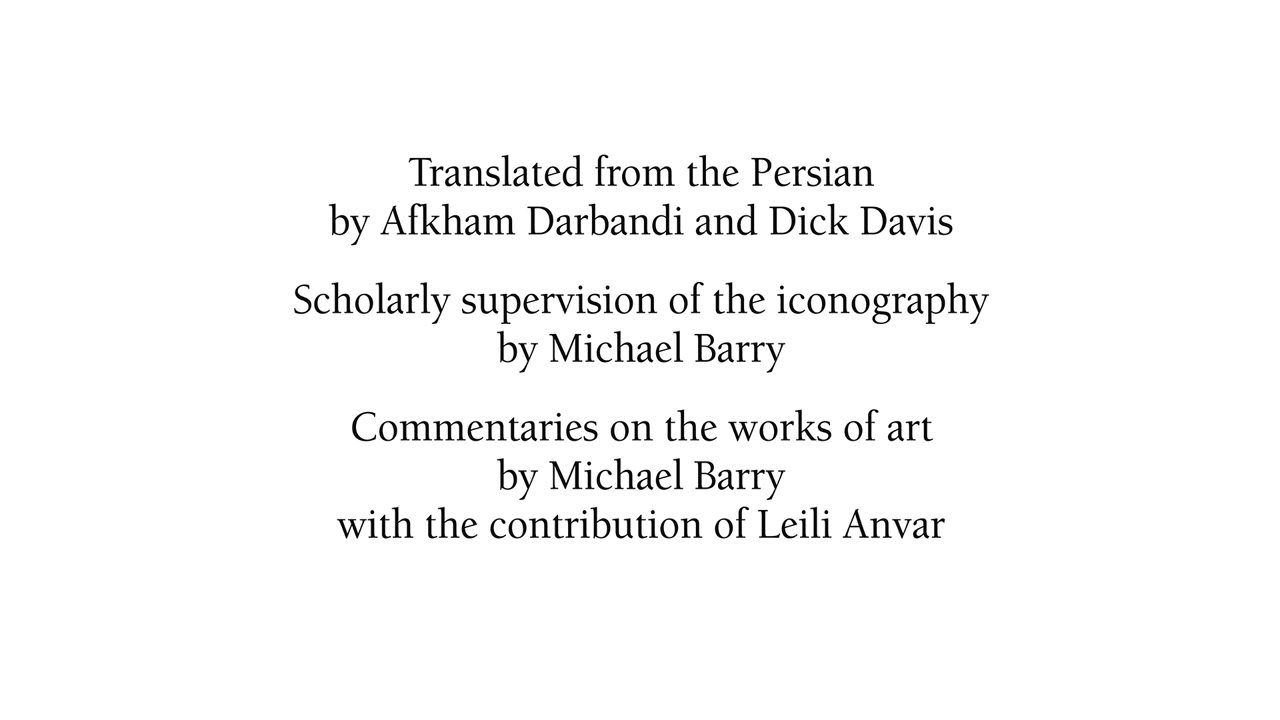 Translated from the Persian
by Afkham Darbandi and Dick Davis
Scholarly supervision of the iconography
by Michael Barry
Commentaries on the works of art
by Michael Barry
with the contribution of Leili Anvar